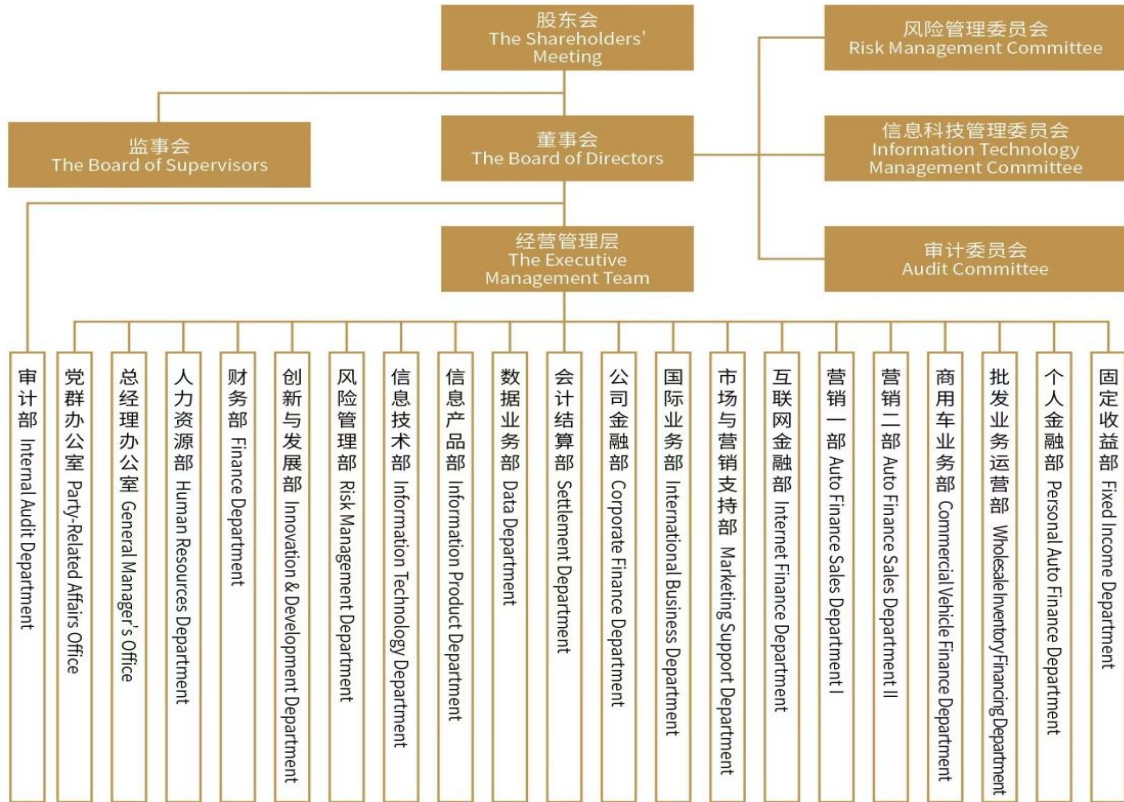 股东会
The Shareholders'
Meeting
风险管理委员会
Risk Management Committee
监事会
The Board of Supervisors
董事会
The Board of Directors
信息科技管理委员会
Information Technology
Management Committee
经营管理层
The Executive
Management Team
审计委员会
Audit Committee
审计部 Internal Audit Department
党群办公室 Party-Related Affairs Office
总经理办公室 General Manager's Office
人力资源部 Human Resources Department
财务部 Finance Department
创新与发展部 Innovation & Development Department
风险管理部 Risk Management Department
信息技术部 Information Technology Department
信息产品部 Information Product Department
数据业务部 Data Department
会计结算部 Settlement Department
公司金融部 Corporate Finance Department
国际业务部 International Business Department
市场与营销支持部 Marketing Support Department
互联网金融部 Internet Finance Department
营销一部 Auto Finance Sales Department I
营销二部 Auto Finance Sales Department II
商用车业务部 Commercial Vehicle Finance Department
批发业务运营部 Wholesale Inventory Financing Department
个人金融部 Personal Auto Finance Department
固定收益部 Fixed Income Department